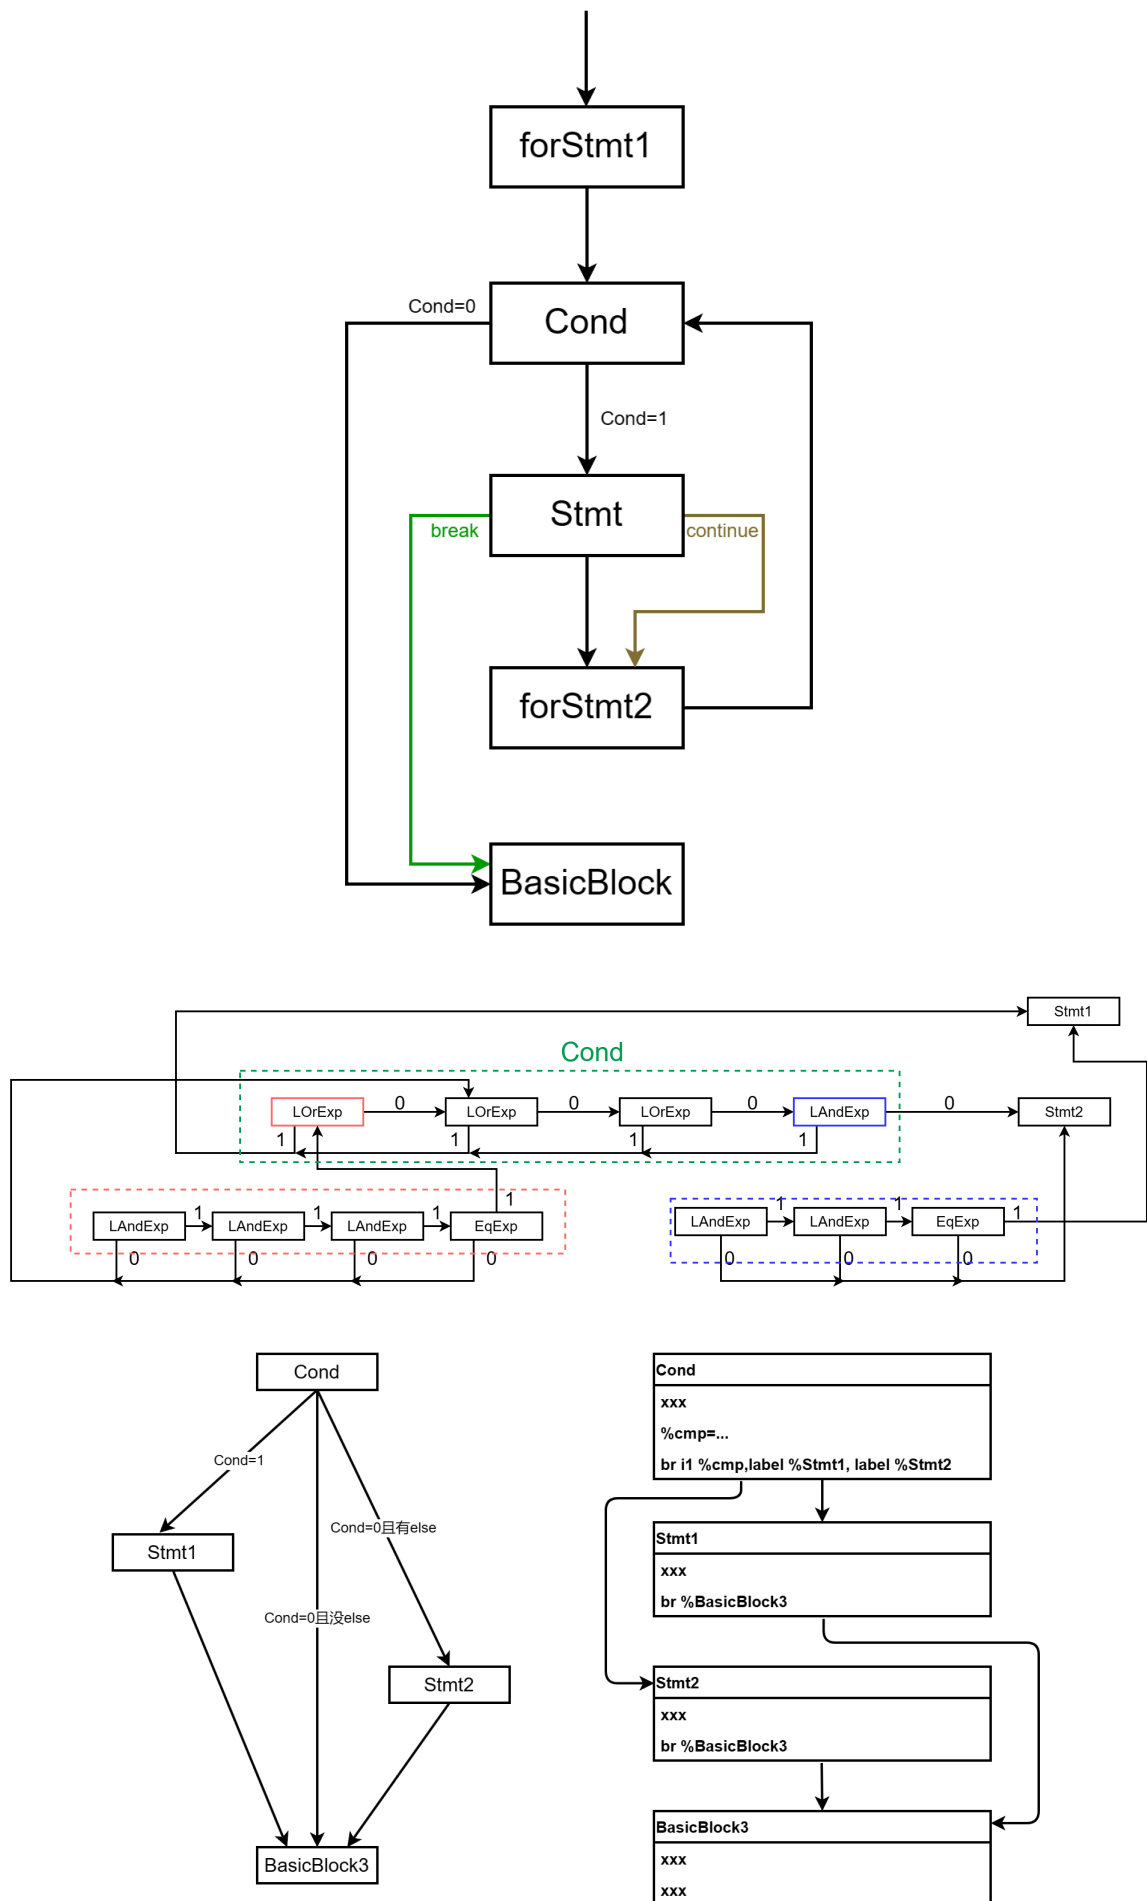 forStmt1
Cond=0
Cond
Cond=1
Stmt
break
continue
forStmt2
BasicBlock
Stmt1
Cond
LOrExp
0
LOrExp
0
LOrExp
0
LAndExp
0
Stmt2
1
1
1
1
LAndExp
1
LAndExp
1
LAndExp
1
EqExp
1
0
0
0
0
LAndExp
1
LAndExp
1
EqExp
1
0
0
0
Cond
Cond=1
Cond=0且有else
Stmt1
Cond=0且没else
Stmt2
BasicBlock3
Cond
xxx
%cmp=...
br i1 %cmp,label %Stmt1, label %Stmt2
Stmt1
xxx
br %BasicBlock3
Stmt2
xxx
br %BasicBlock3
BasicBlock3
xxx
xxx